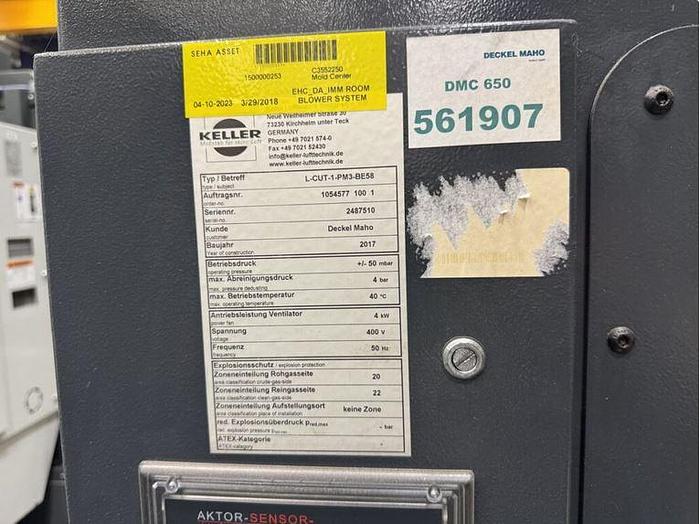 SEHA ASSET
1500000253
C3552250
Mold Center
EHC_DA_IMM ROOM
04-10-2023 3/29/2018 BLOWER SYSTEM
DECKEL MAHO
DMC 650
561907
KELLER
Neue Weilheimer Straße 30
73230 Kirchheim unter Teck
GERMANY
Phone +49 7021 574-0
Fax +49 7021 52430
info@keller-lufttechnik.de
www.keller-lufttechnik.de
Typ / Betreff L-CUT-1-PM3-BE58
type / subject
Auftragsnr. 1054577 100 1
order-no.
Seriennr. 2487510
serial-no.
Kunde Deckel Maho
customer
Baujahr 2017
Year of construction
Betriebsdruck +/- 50 mbar
operating pressure
max. Abreinigungsdruck 4 bar
max. pressure dedusting
max. Betriebstemperatur 40 °C
max. operating temperature
Antriebsleistung Ventilator 4 kW
power fan
Spannung 400 V
voltage
Frequenz 50 Hz
frequency
Explosionsschutz / explosion protection
Zoneneinteilung Rohgasseite 20
area classification crude-gas-side
Zoneneinteilung Reingasseite 22
area classification clean-gas-side
Zoneneinteilung Aufstellungsort keine Zone
area classification place of installation
red. Explosionsüberdruck Pred,max - bar
red. explosion pressure
ATEX-Kategorie -
ATEX-category
AKTOR-SENSOR-